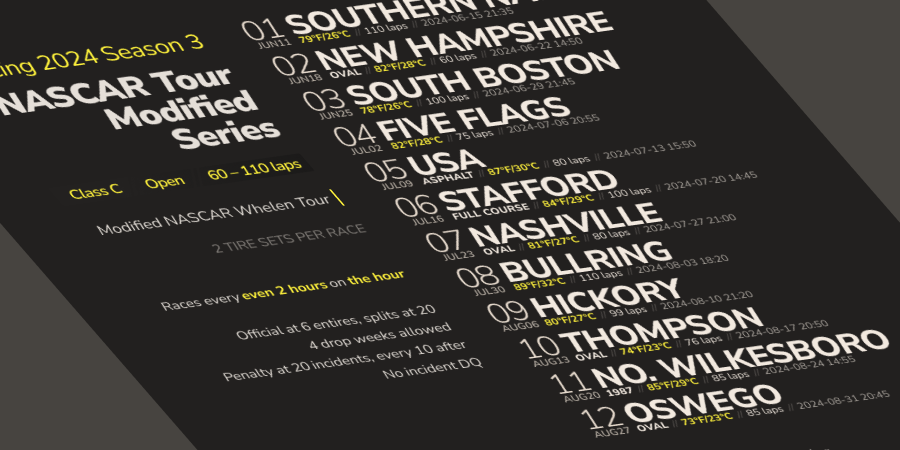 ing 2024 Season 3
NASCAR Tour
Modified
Series
Class C Open 60 – 110 laps
Modified NASCAR Whelen Tour
2 TIRE SETS PER RACE
Races every even 2 hours on the hour
Official at 6 entires, splits at 20
4 drop weeks allowed
Penalty at 20 incidents, every 10 after
No incident DQ
01 SOUTHERN NA
JUN11 79°F/26°C // 110 laps // 2024-06-15 21:35
02 NEW HAMPSHIRE
JUN18 OVAL // 82°F/28°C // 60 laps // 2024-06-22 14:50
03 SOUTH BOSTON
JUN25 78°F/26°C // 100 laps // 2024-06-29 21:45
04 FIVE FLAGS
JUL02 82°F/28°C // 75 laps // 2024-07-06 20:55
05 USA
JUL09 ASPHALT // 87°F/30°C // 80 laps // 2024-07-13 15:50
06 STAFFORD
JUL16 FULL COURSE // 84°F/29°C // 100 laps // 2024-07-20 14:45
07 NASHVILLE
JUL23 OVAL // 81°F/27°C // 80 laps // 2024-07-27 21:00
08 BULLRING
JUL30 89°F/32°C // 110 laps // 2024-08-03 18:20
09 HICKORY
AUG06 80°F/27°C // 99 laps // 2024-08-10 21:20
10 THOMPSON
AUG13 OVAL // 74°F/23°C // 76 laps // 2024-08-17 20:50
11 NO. WILKESBORO
AUG20 1987 // 85°F/29°C // 85 laps // 2024-08-24 14:55
12 OSWEGO
AUG27 OVAL // 73°F/23°C // 85 laps // 2024-08-31 20:45